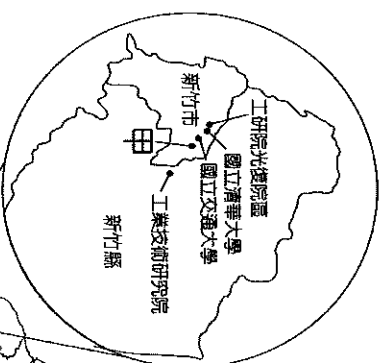 新竹市
田
工研院光復院區
國立清華大學
國立交通大學
工業技術研究院
新竹縣